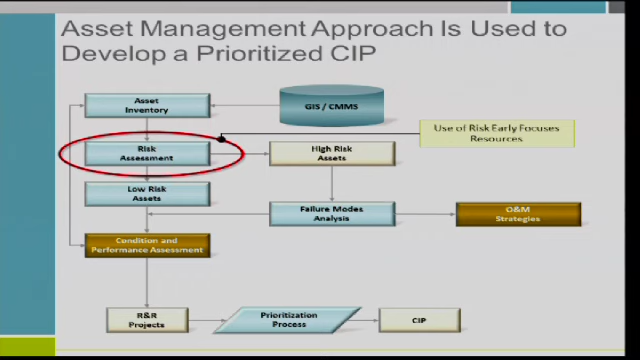 Asset Management Approach Is Used to
Develop a Prioritized CIP
Asset
Inventory
GIS / CMMS
Use of Risk Early Focuses
Resources
Risk
Assessment
High Risk
Assets
Low Risk
Assets
Failure Modes
Analysis
O&M
Strategies
Condition and
Performance Assessment
R&R
Projects
Prioritization
Process
CIP